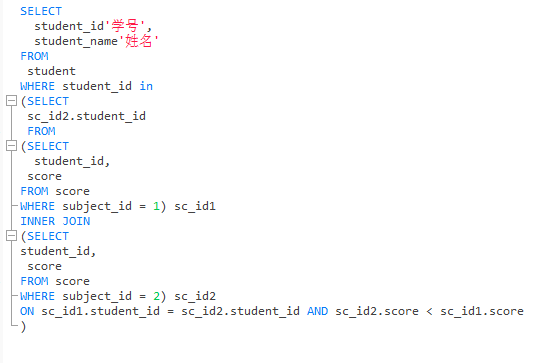 SELECT
student_id'学号',
student_name'姓名'
FROM
student
WHERE student_id in
(SELECT
sc_id2.student_id
FROM
(SELECT
student_id,
score
FROM score
WHERE subject_id = 1) sc_id1
INNER JOIN
(SELECT
student_id,
score
FROM score
WHERE subject_id = 2) sc_id2
ON sc_id1.student_id = sc_id2.student_id AND sc_id2.score < sc_id1.score
)